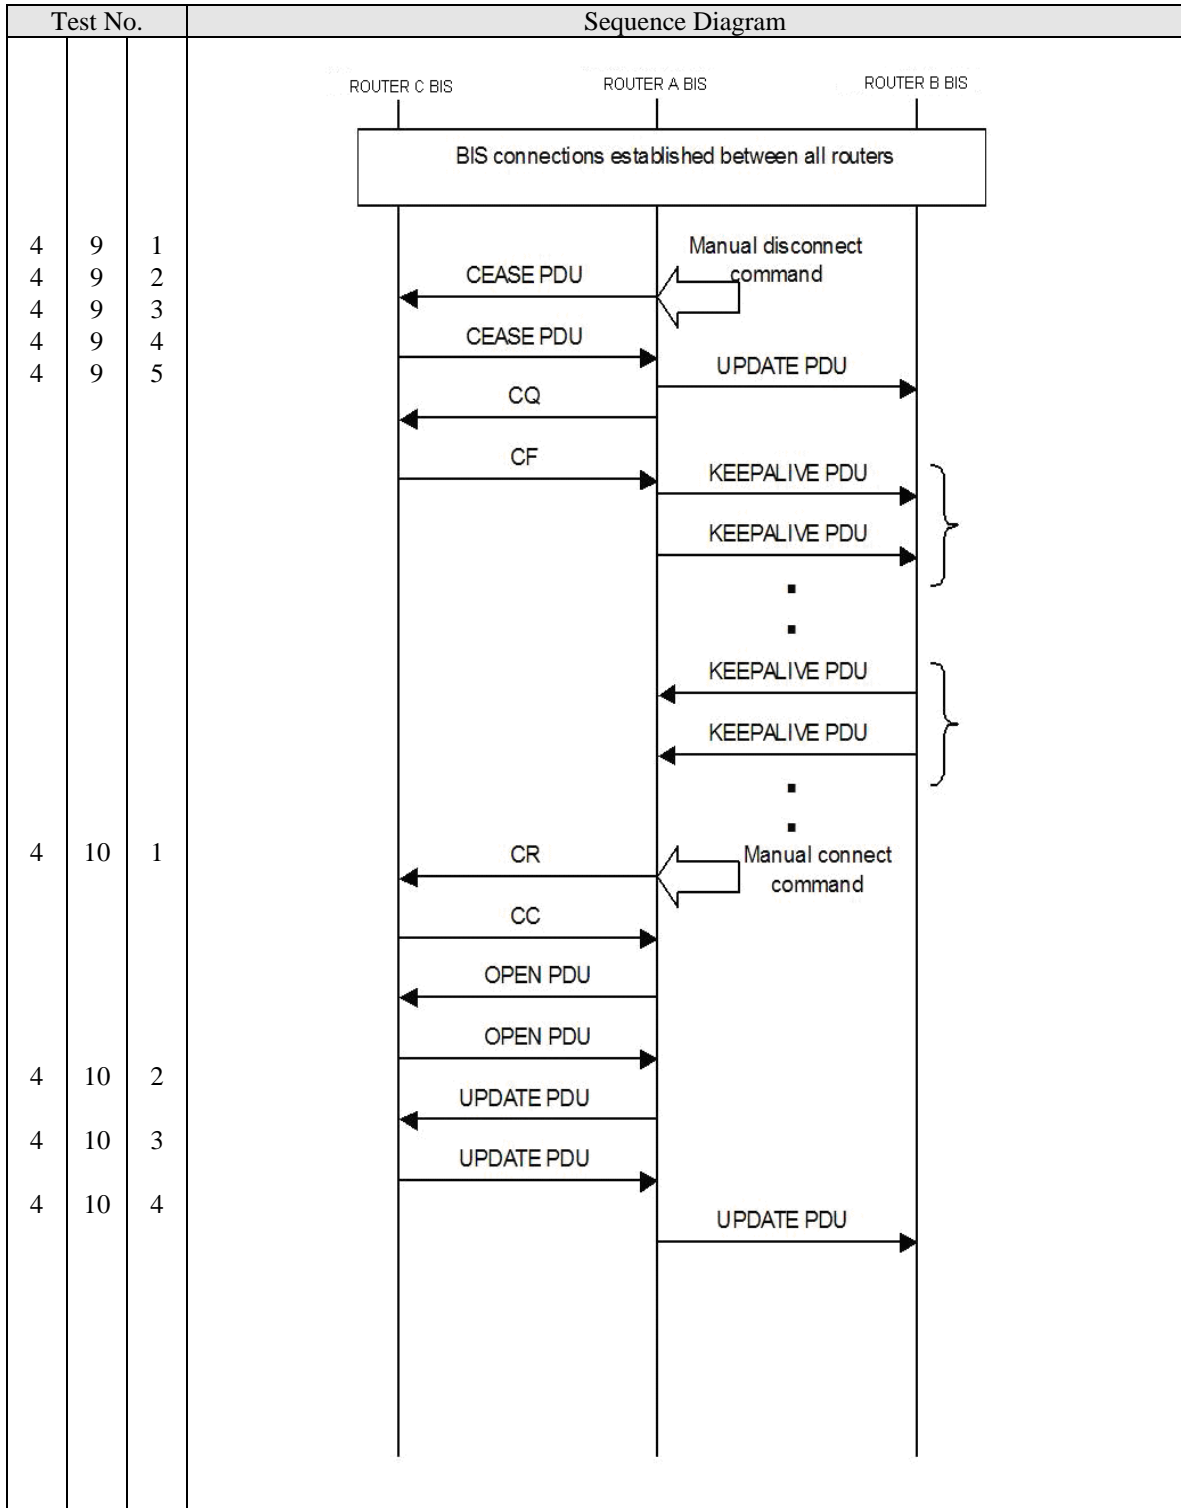 Test No. Sequence Diagram
ROUTER C BIS ROUTER A BIS ROUTER B BIS
BIS connections established between all routers
4 9 1 Manual disconnect
4 9 2 CEASE PDU command
4 9 3
4 9 4 CEASE PDU
4 9 5 UPDATE PDU
CQ
CF
KEEPALIVE PDU
KEEPALIVE PDU
KEEPALIVE PDU
KEEPALIVE PDU
4 10 1 CR Manual connect
command
CC
OPEN PDU
OPEN PDU
4 10 2
UPDATE PDU
4 10 3
UPDATE PDU
4 10 4
UPDATE PDU